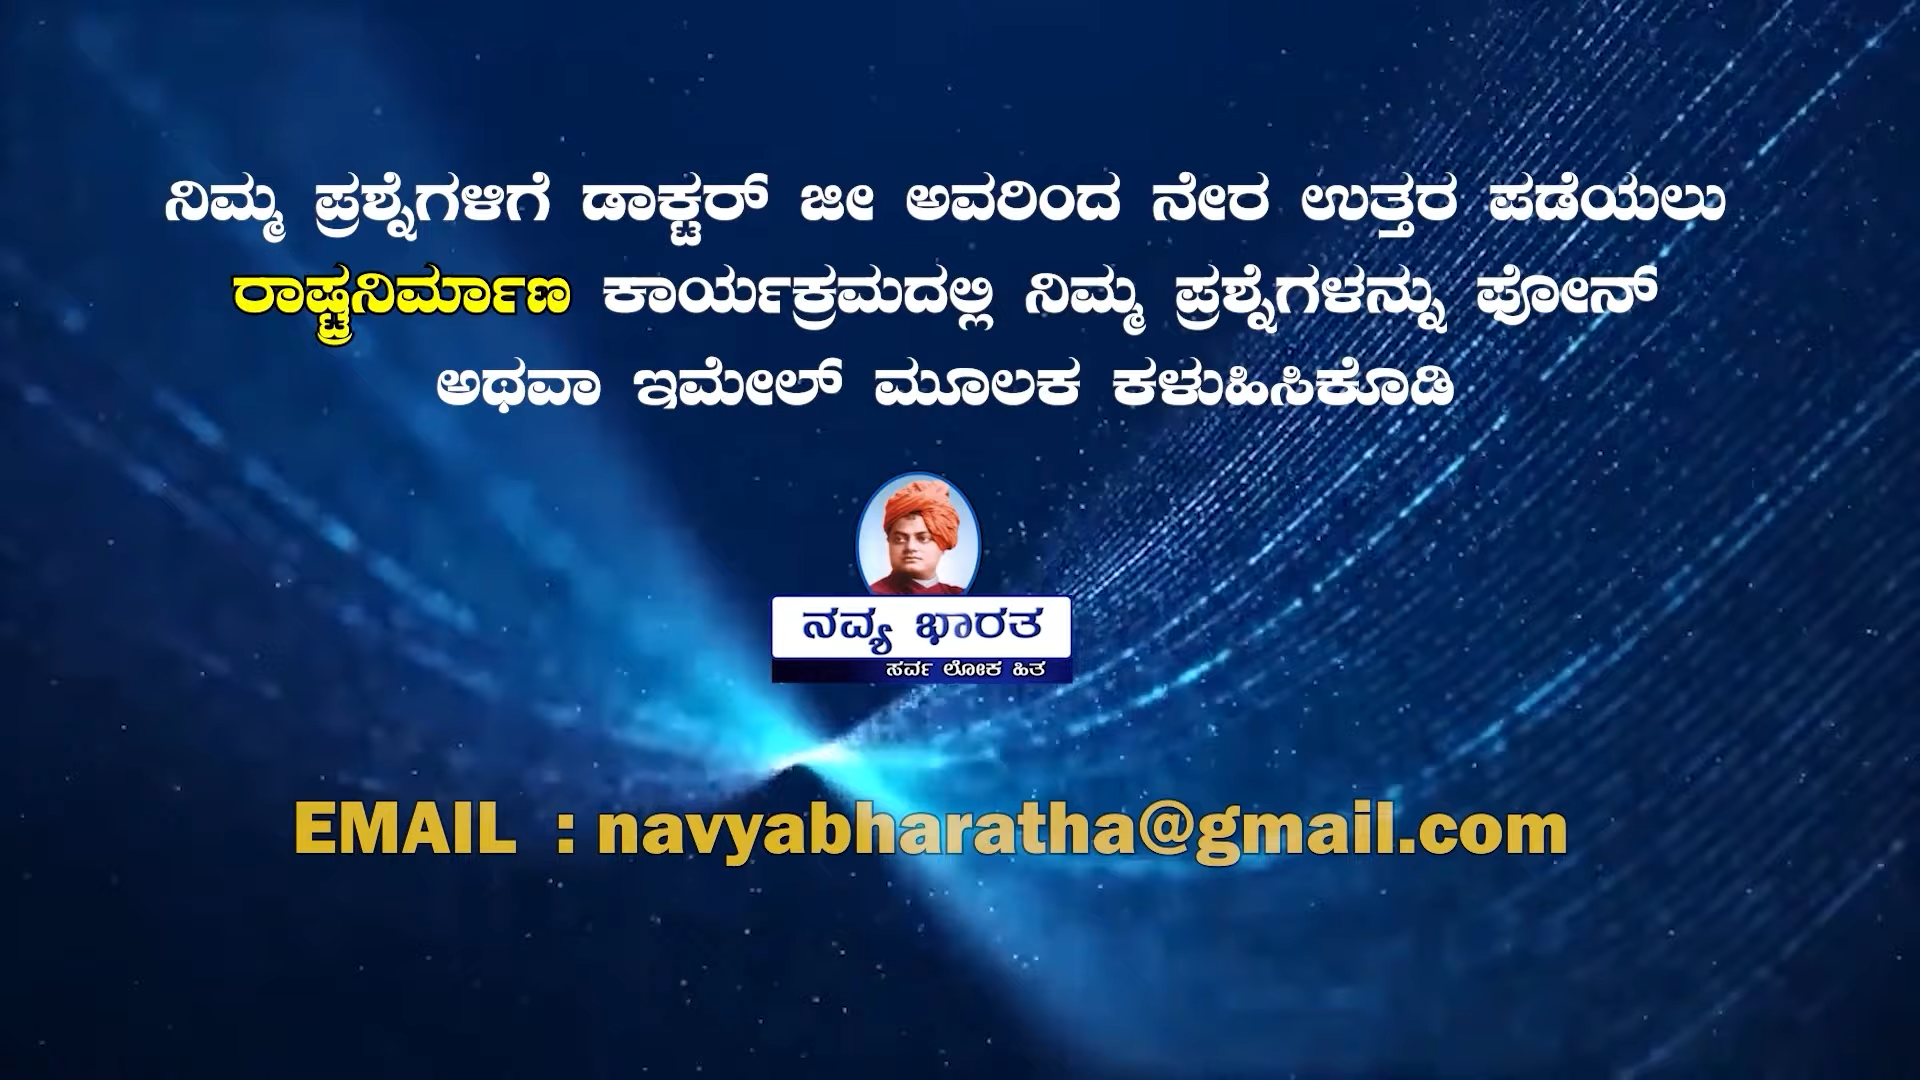 ನಿಮ್ಮ ಪ್ರಶ್ನೆಗಳಿಗೆ ಡಾಕ್ಟರ್ ಜೀ ಅವರಿಂದ ನೇರ ಉತ್ತರ ಪಡೆಯಲು
ರಾಷ್ಟ್ರನಿರ್ಮಾಣ ಕಾರ್ಯಕ್ರಮದಲ್ಲಿ ನಿಮ್ಮ ಪ್ರಶ್ನೆಗಳನ್ನು ಫೋನ್
ಅಥವಾ ಇಮೇಲ್ ಮೂಲಕ ಕಳುಹಿಸಿಕೊಡಿ
ನವ್ಯ ಭಾರತ
ಸರ್ವ ಲೋಕ ಹಿತ
EMAIL : navyabharatha@gmail.com